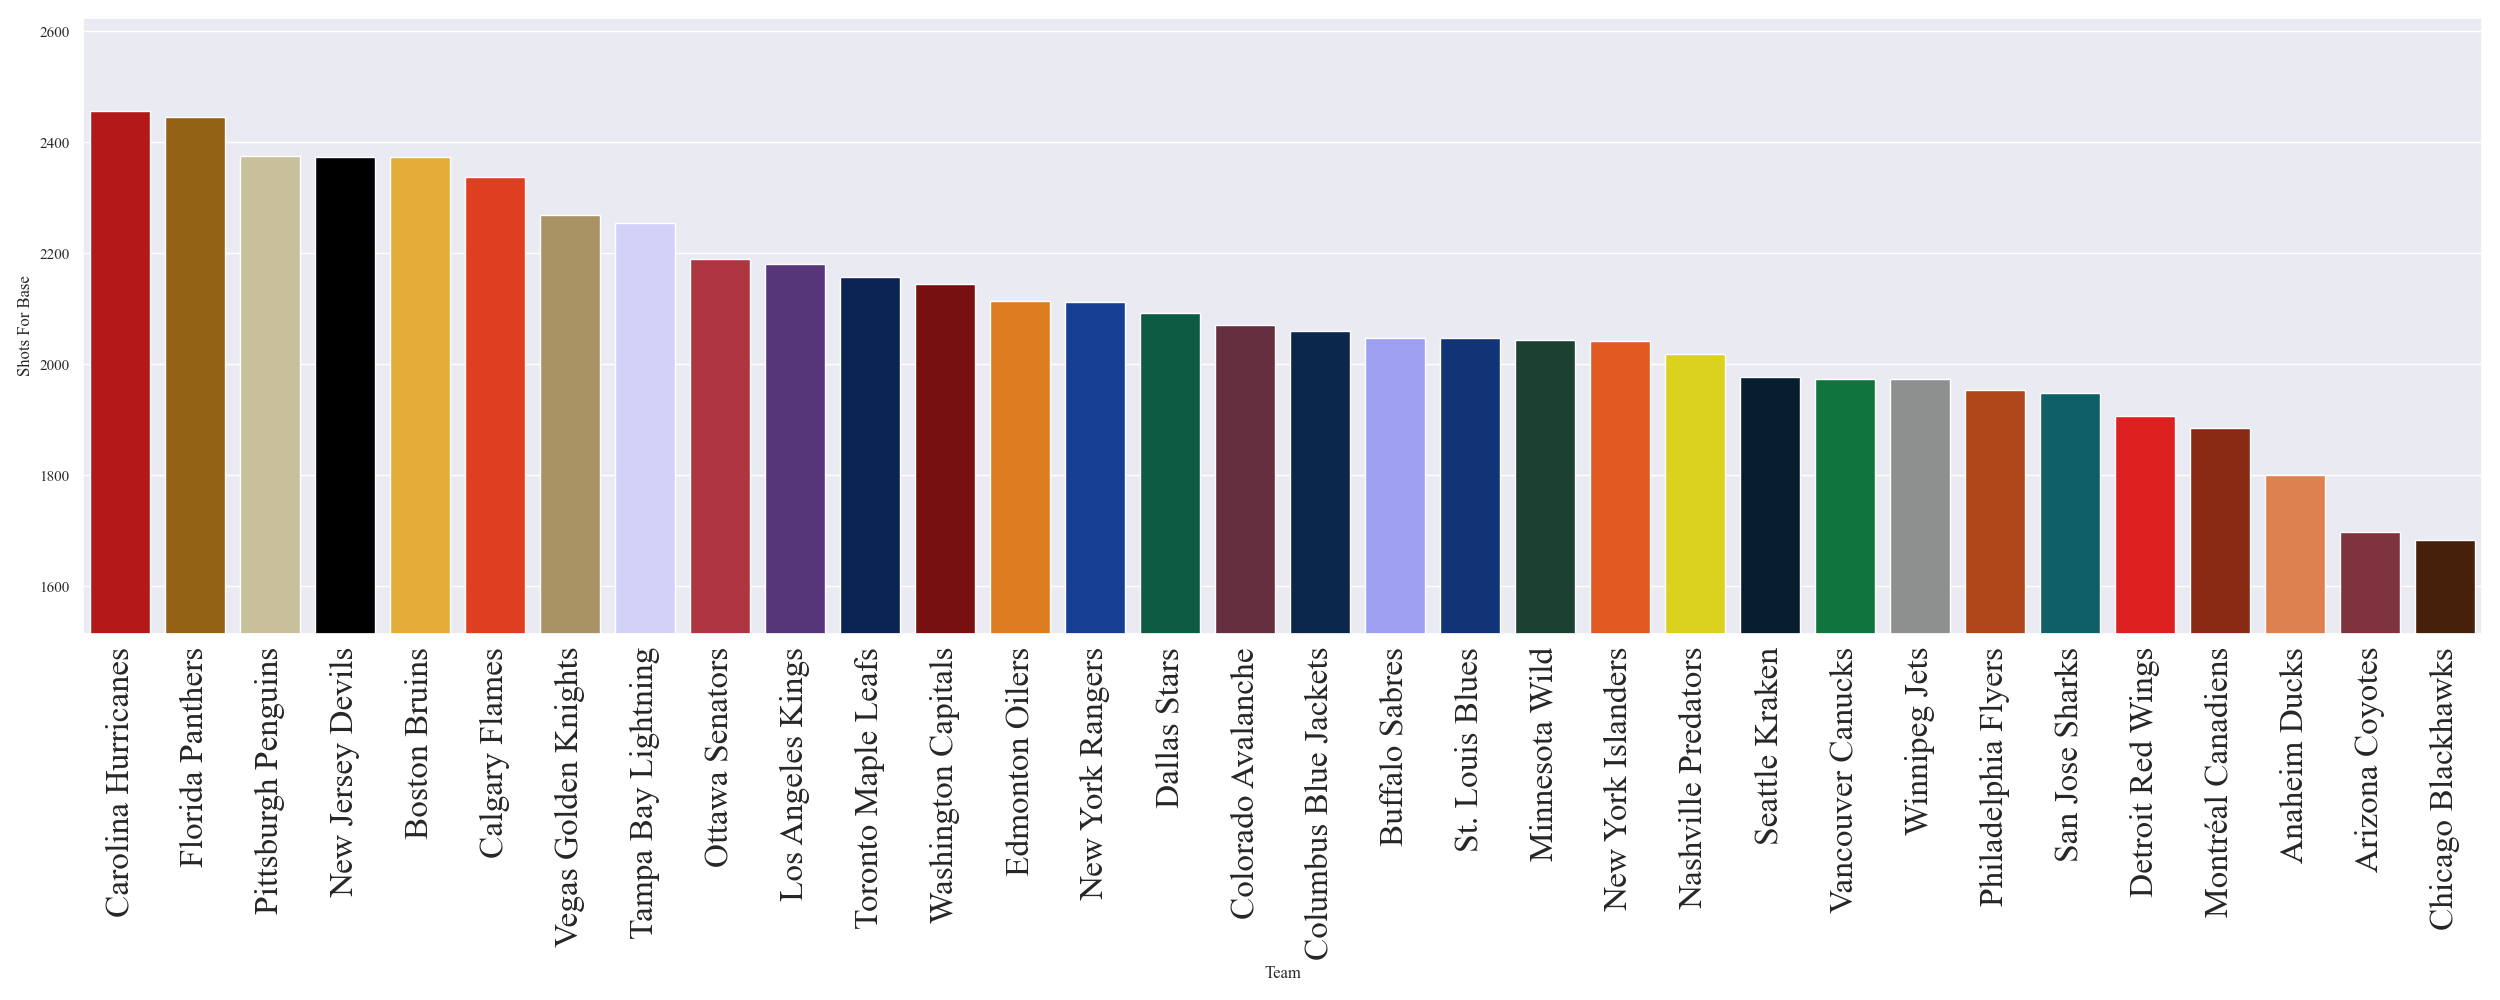 2600
2400
2200
2000
1800
1600
Shots For Base
Carolina Hurricanes
Florida Panthers
Pittsburgh Penguins
New Jersey Devils
Boston Bruins
Calgary Flames
Vegas Golden Knights
Tampa Bay Lightning
Ottawa Senators
Los Angeles Kings
Toronto Maple Leafs
Washington Capitals
Edmonton Oilers
New York Rangers
Dallas Stars
Colorado Avalanche
Columbus Blue Jackets
Buffalo Sabres
St. Louis Blues
Minnesota Wild
New York Islanders
Nashville Predators
Seattle Kraken
Vancouver Canucks
Winnipeg Jets
Philadelphia Flyers
San Jose Sharks
Detroit Red Wings
Montréal Canadiens
Anaheim Ducks
Arizona Coyotes
Chicago Blackhawks
Team